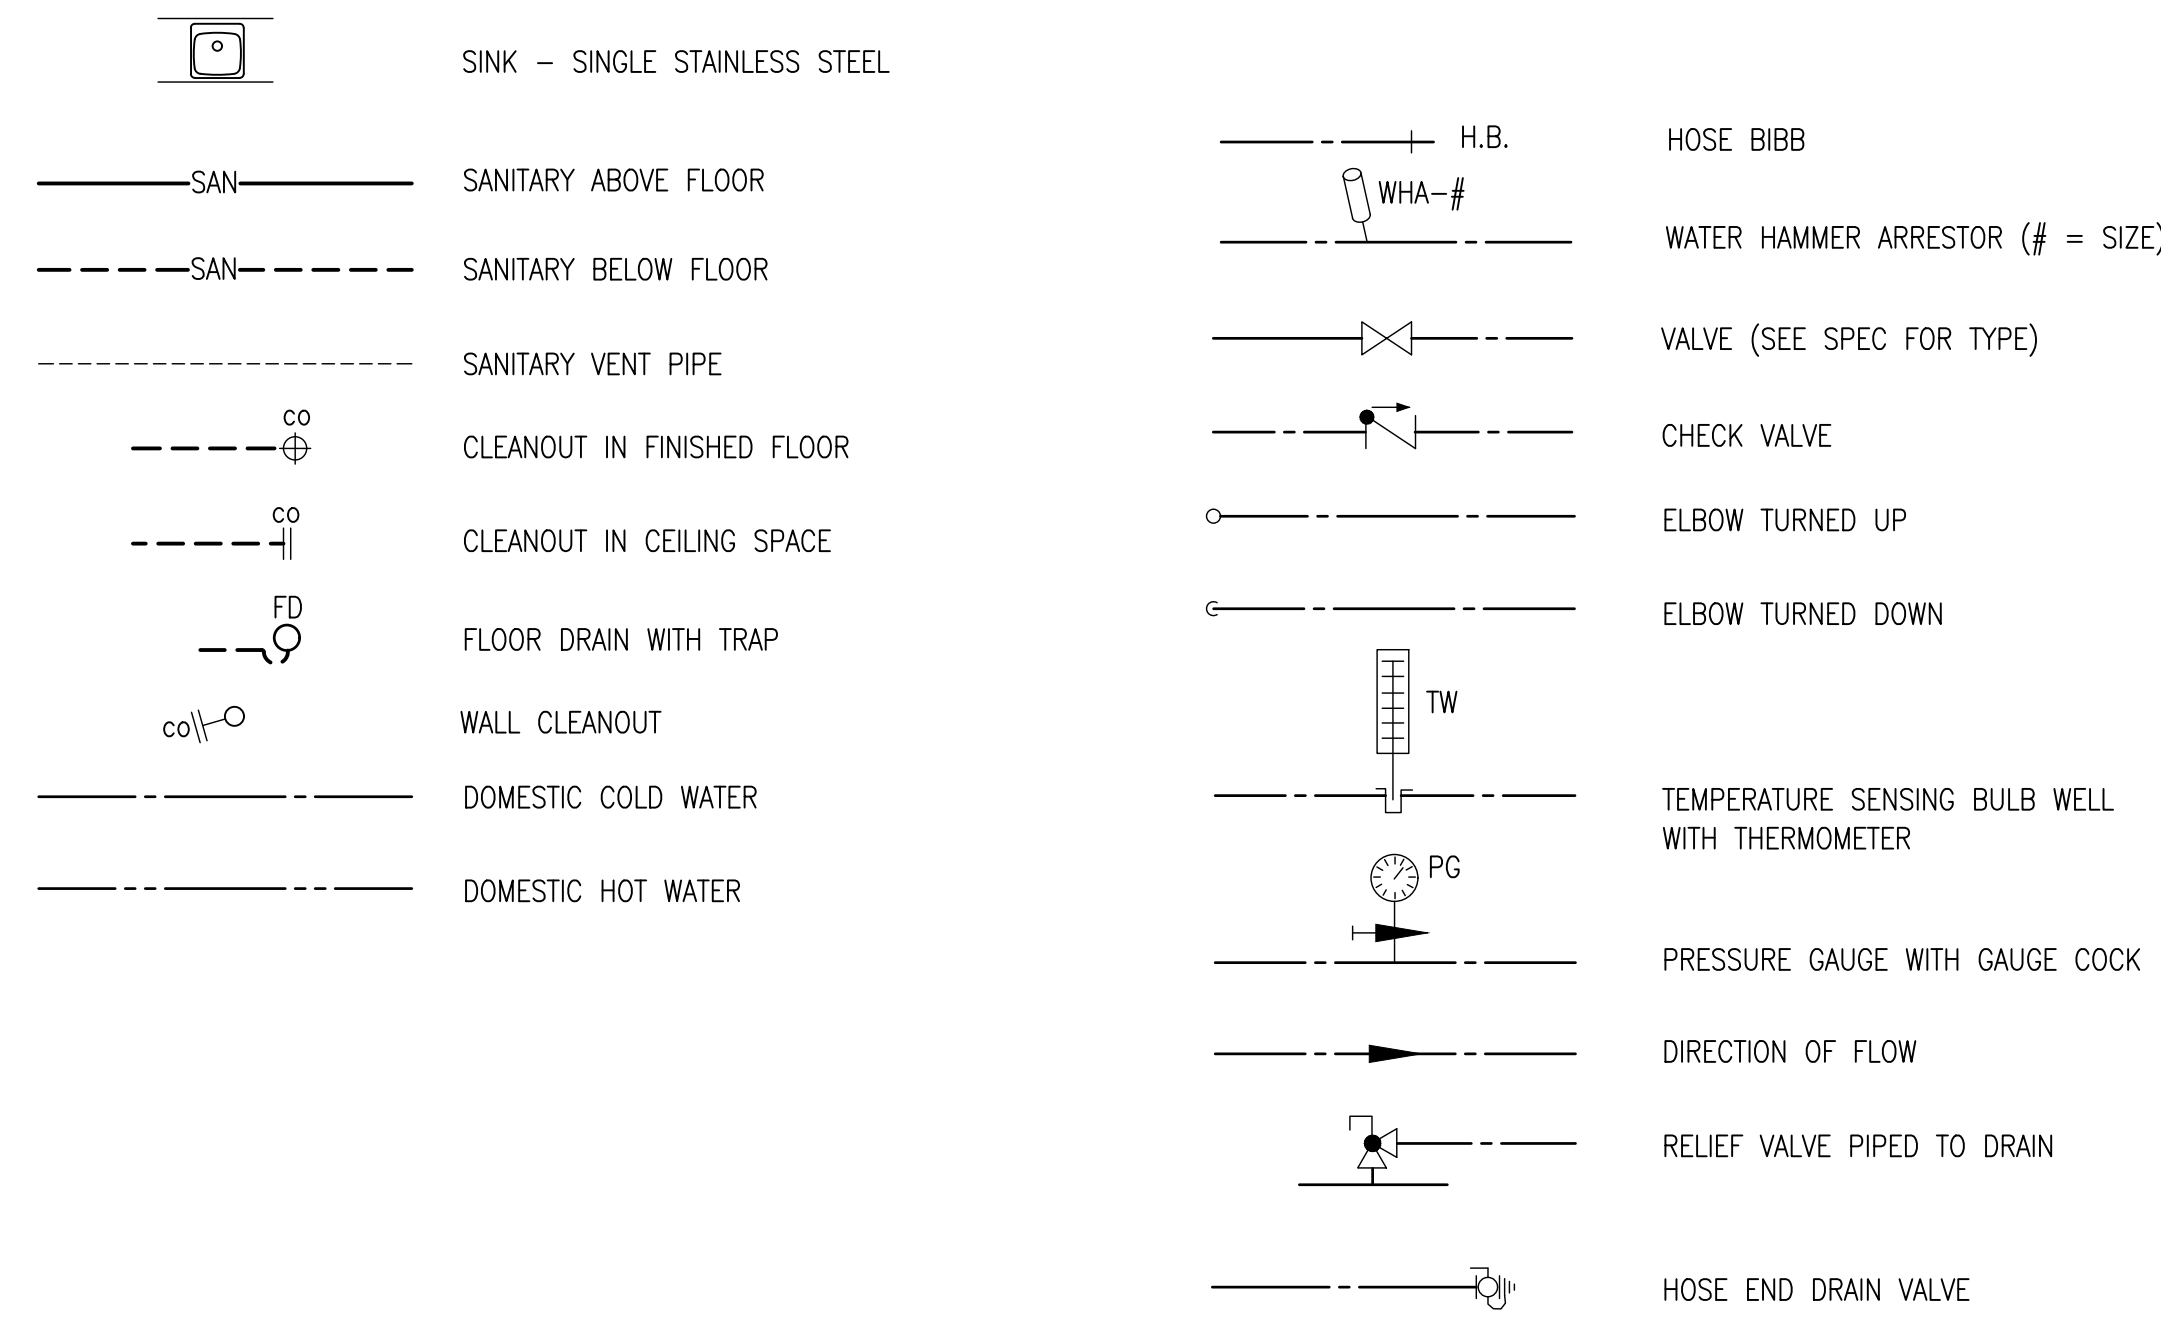 SINK – SINGLE STAINLESS STEEL
SAN
SANITARY ABOVE FLOOR
SAN
SANITARY BELOW FLOOR
SANITARY VENT PIPE
CO
CLEANOUT IN FINISHED FLOOR
CO
CLEANOUT IN CEILING SPACE
FD
FLOOR DRAIN WITH TRAP
CO
WALL CLEANOUT
DOMESTIC COLD WATER
DOMESTIC HOT WATER
H.B.
HOSE BIBB
WHA-#
WATER HAMMER ARRESTOR (# = SIZE)
VALVE (SEE SPEC FOR TYPE)
CHECK VALVE
ELBOW TURNED UP
ELBOW TURNED DOWN
TW
TEMPERATURE SENSING BULB WELL
WITH THERMOMETER
PG
PRESSURE GAUGE WITH GAUGE COCK
DIRECTION OF FLOW
RELIEF VALVE PIPED TO DRAIN
HOSE END DRAIN VALVE